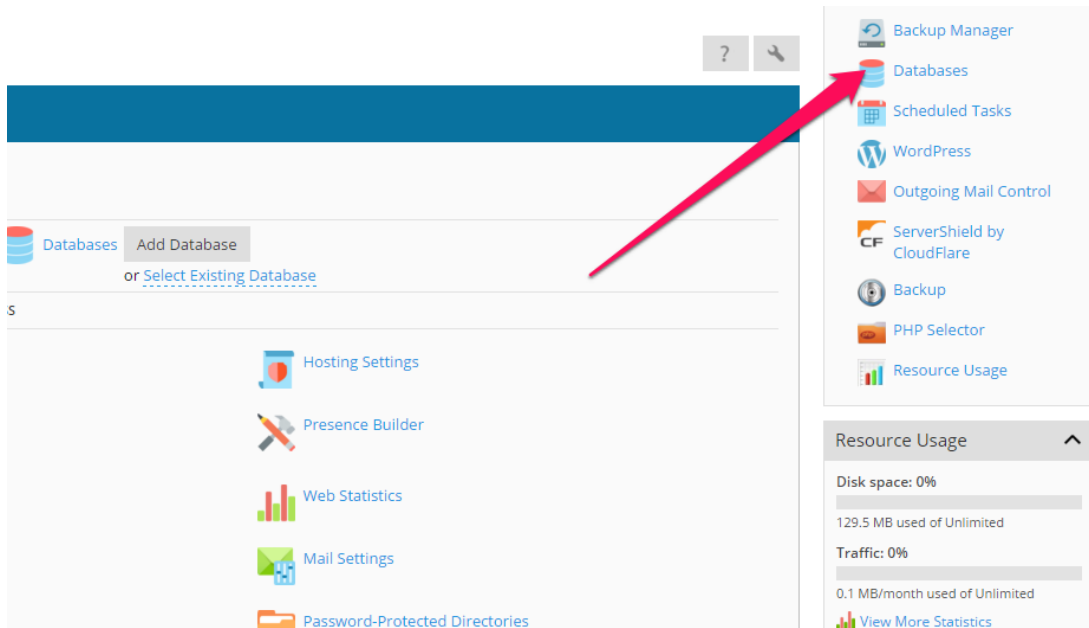 ?
Databases
Add Database
or Select Existing Database
ss
Hosting Settings
Presence Builder
Web Statistics
Mail Settings
Password-Protected Directories
Backup Manager
Databases
Scheduled Tasks
WordPress
Outgoing Mail Control
CF
ServerShield by
CloudFlare
Backup
PHP Selector
Resource Usage
Resource Usage
Disk space: 0%
129.5 MB used of Unlimited
Traffic: 0%
0.1 MB/month used of Unlimited
View More Statistics